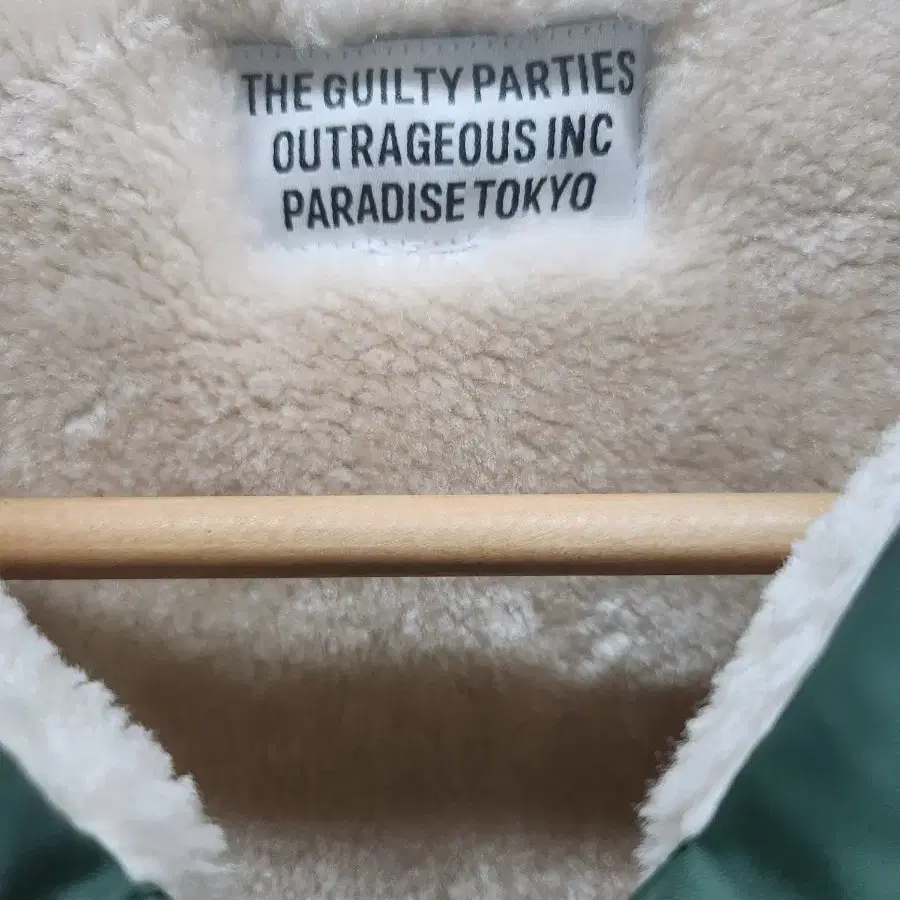 THE GUILTY PARTIES
OUTRAGEOUS INC
PARADISE TOKYO